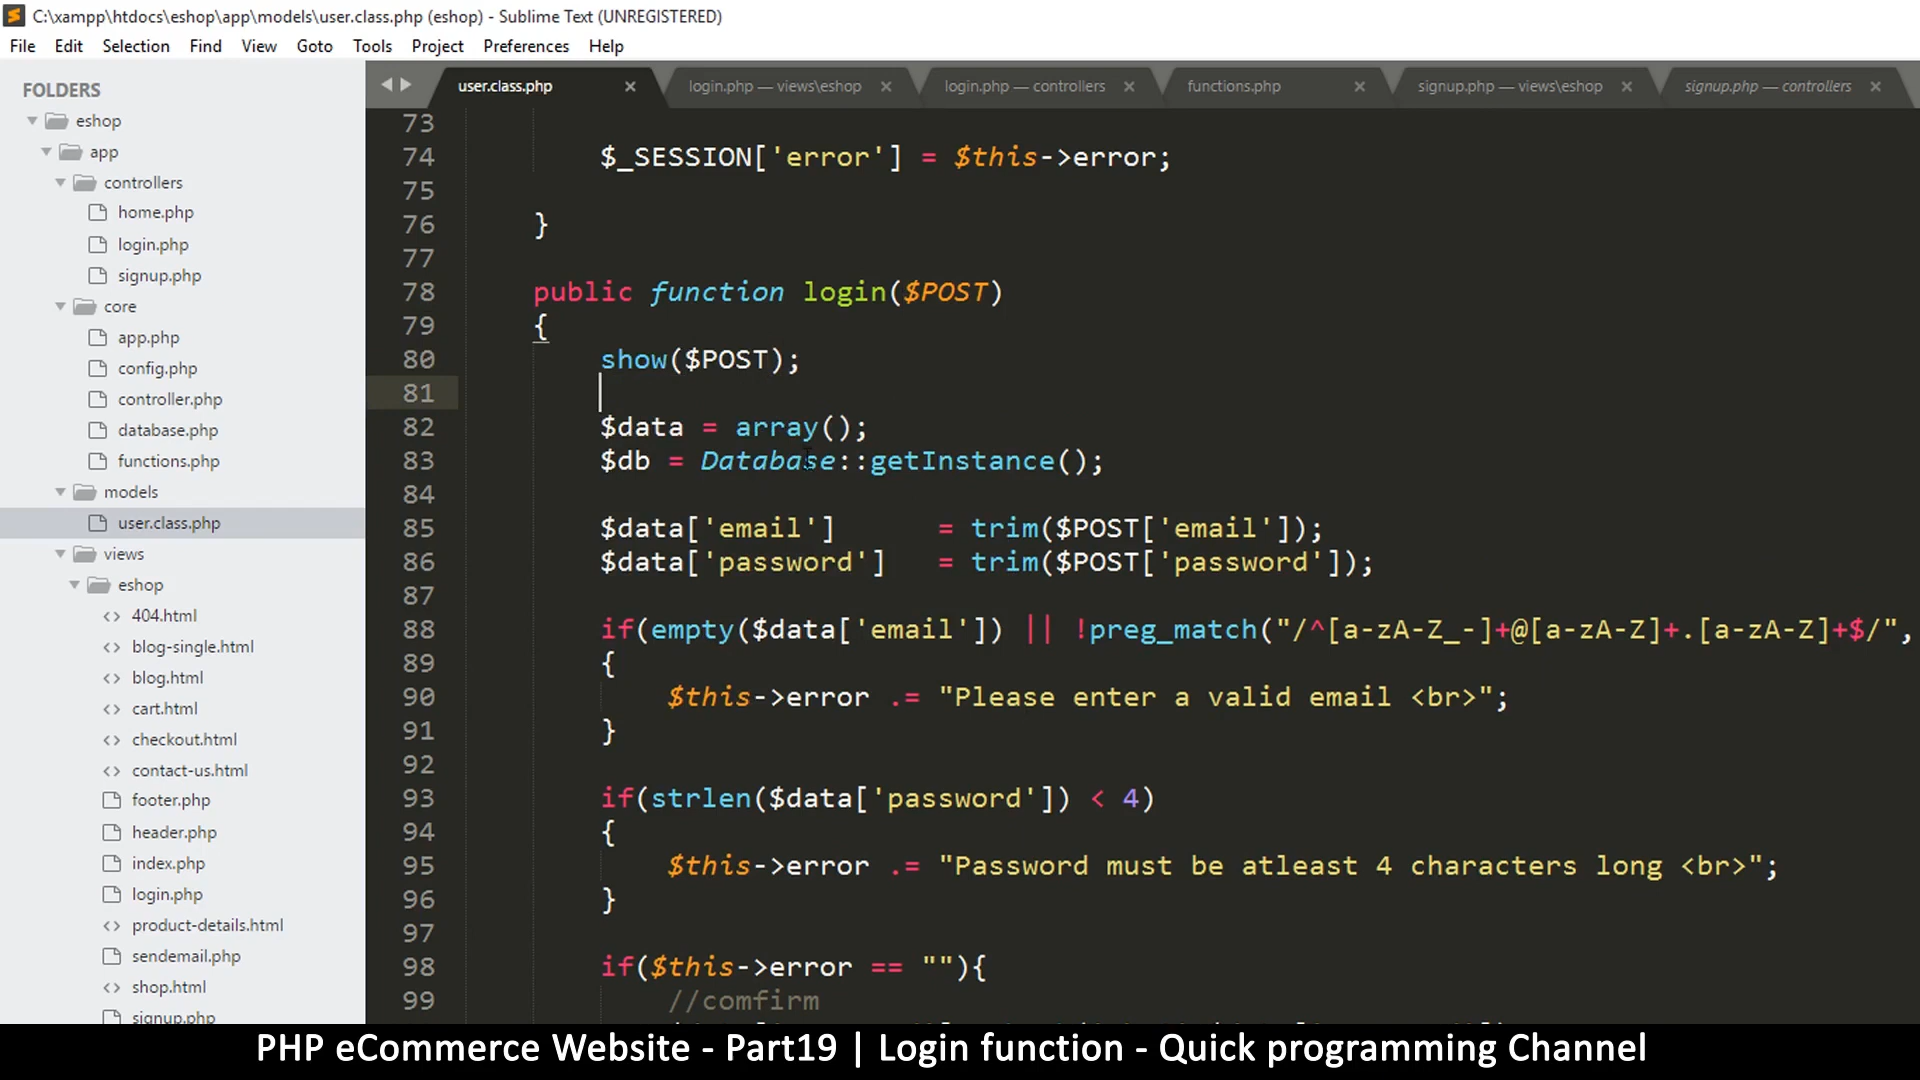 C:\xampp\htdocs\eshop\app\models\user.class.php (eshop) - Sublime Text (UNREGISTERED)
File Edit Selection Find View Goto Tools Project Preferences Help
FOLDERS
eshop
app
controllers
home.php
login.php
signup.php
core
app.php
config.php
controller.php
database.php
functions.php
models
user.class.php
views
eshop
404.html
blog-single.html
blog.html
cart.html
checkout.html
contact-us.html
footer.php
header.php
index.php
login.php
product-details.html
sendemail.php
shop.html
signup.php
user.class.php login.php — views\eshop login.php — controllers functions.php signup.php — views\eshop signup.php — controllers
73
74 $_SESSION['error'] = $this->error;
75
76 }
77
78 public function login($POST)
79 {
80 show($POST);
81
82 $data = array();
83 $db = Database::getInstance();
84
85 $data['email'] = trim($POST['email']);
86 $data['password'] = trim($POST['password']);
87
88 if(empty($data['email']) || !preg_match("/^[a-zA-Z_-]+@[a-zA-Z]+.[a-zA-Z]+$/",
89 {
90 $this->error .= "Please enter a valid email <br>";
91 }
92
93 if(strlen($data['password']) < 4)
94 {
95 $this->error .= "Password must be atleast 4 characters long <br>";
96 }
97
98 if($this->error == ""){
99 //comfirm
PHP eCommerce Website - Part19 | Login function - Quick programming Channel